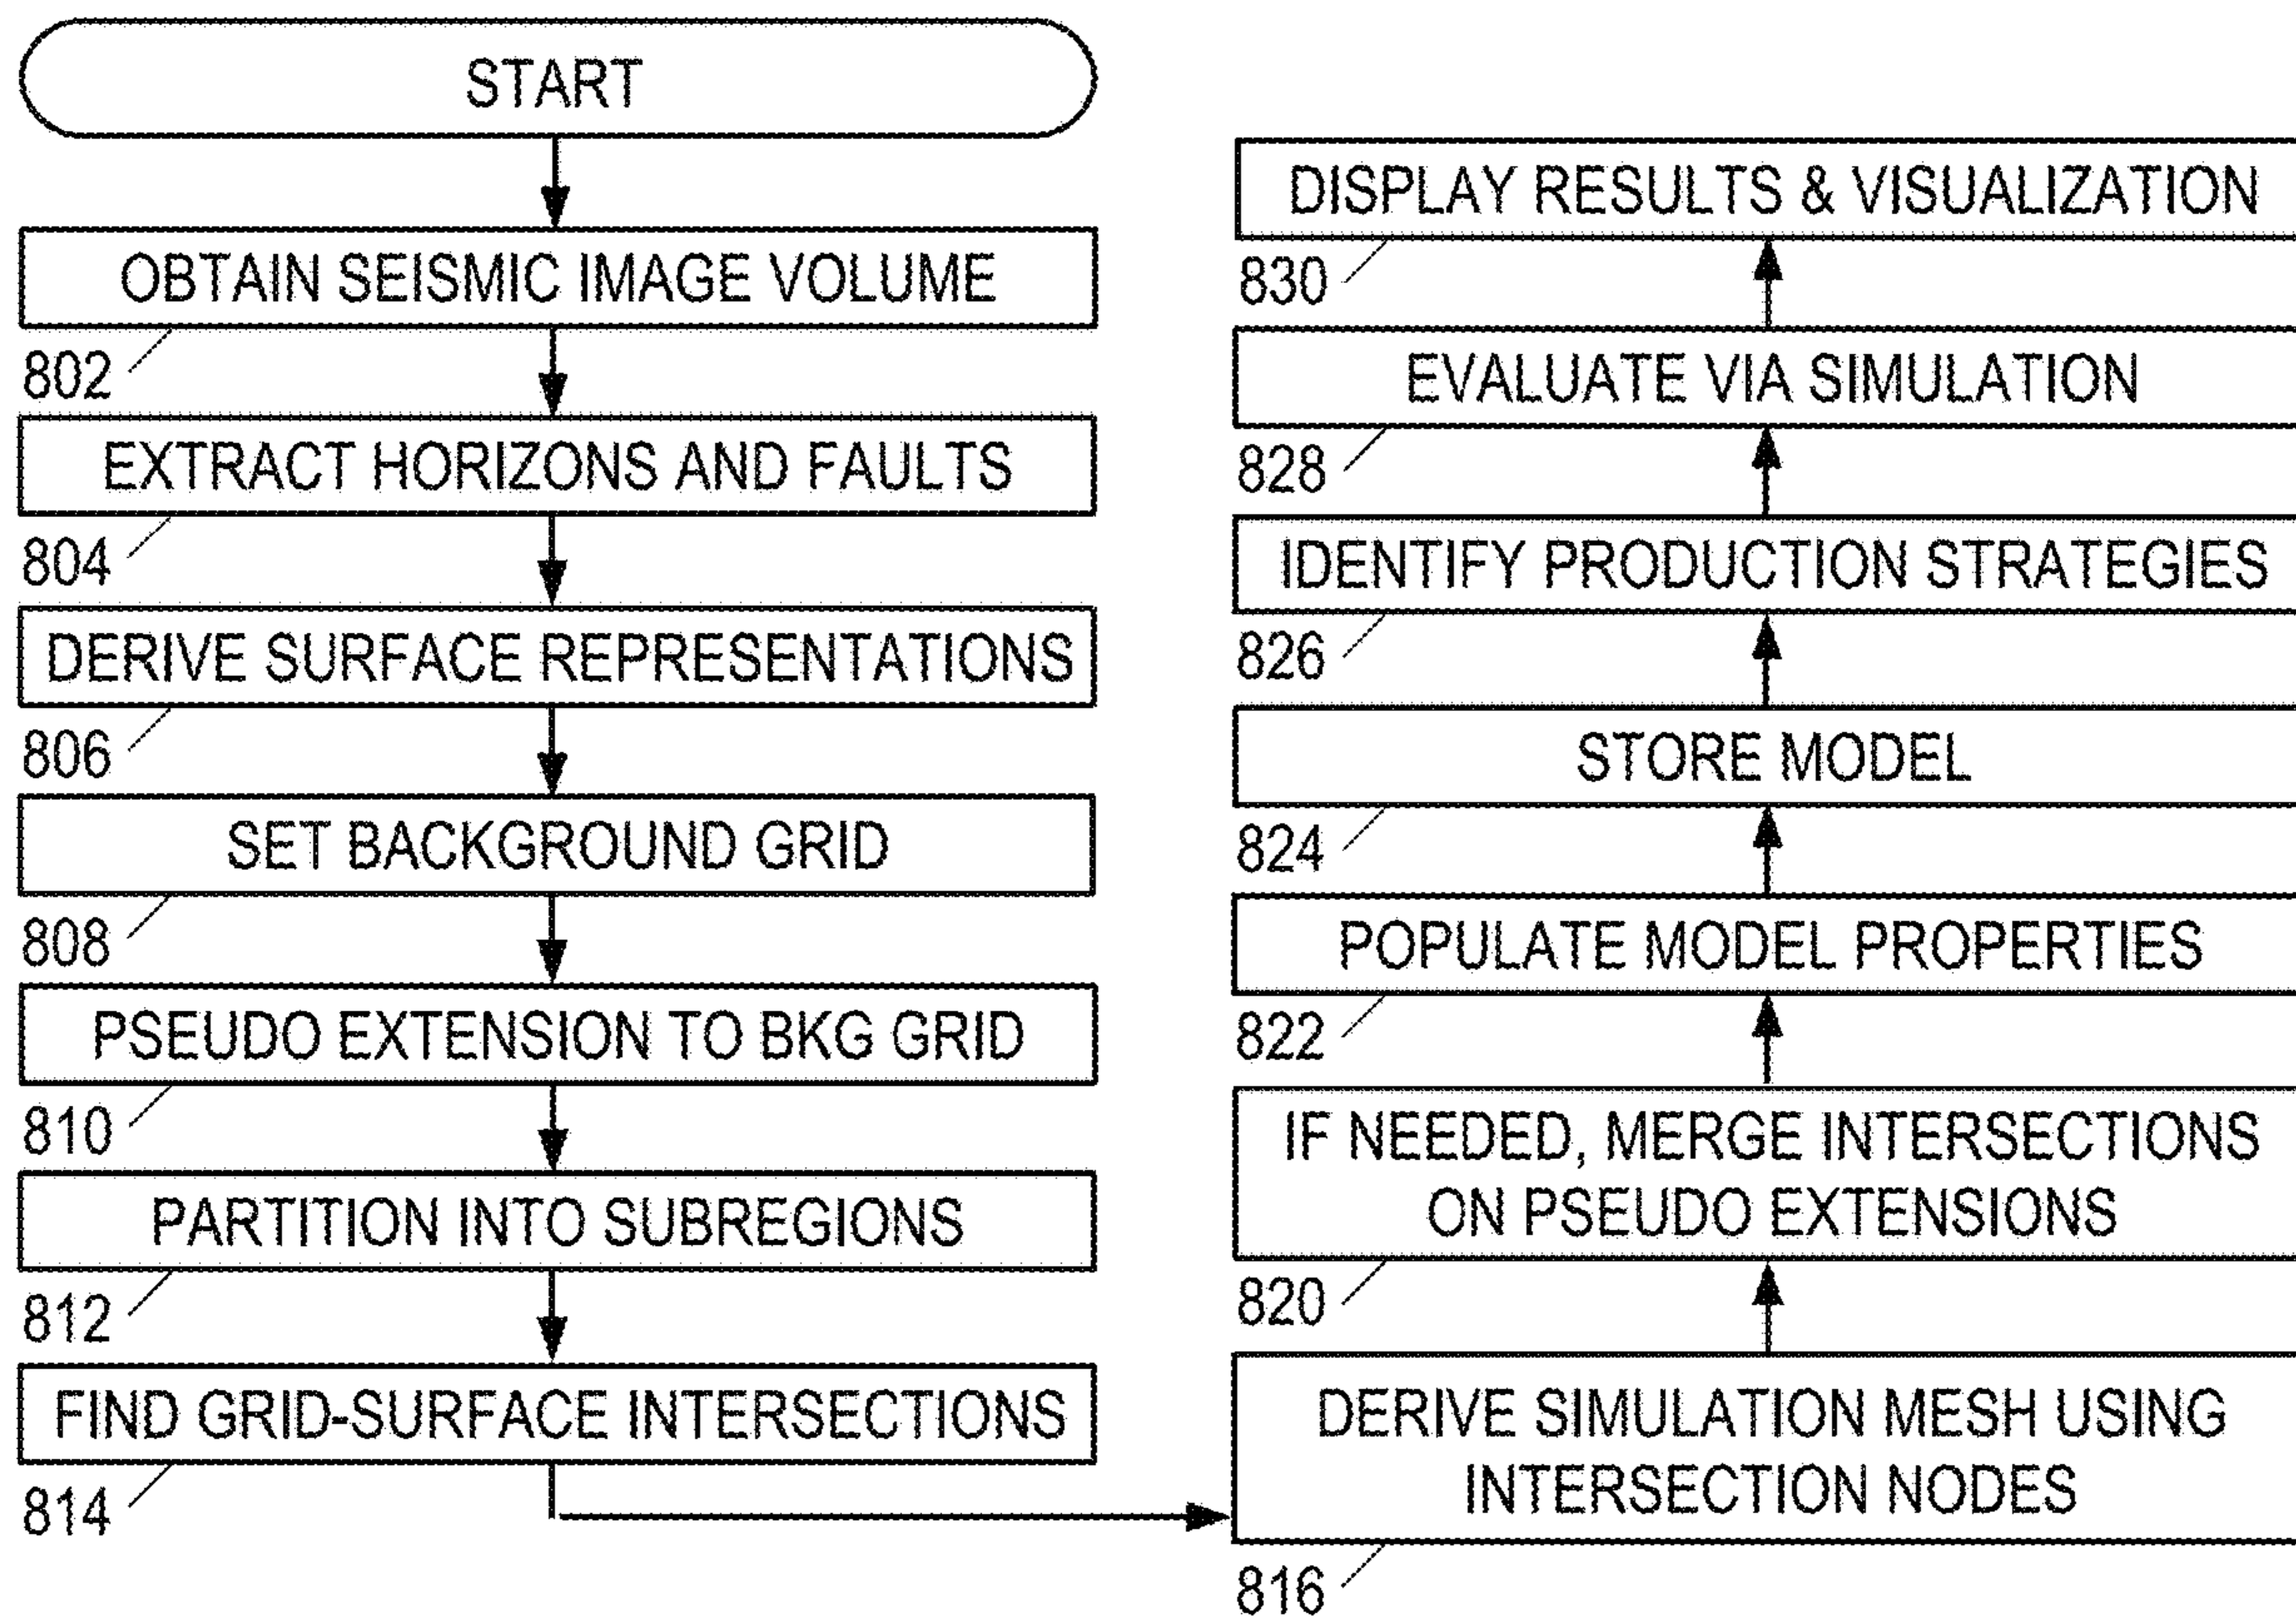 START
OBTAIN SEISMIC IMAGE VOLUME
802
EXTRACT HORIZONS AND FAULTS
804
DERIVE SURFACE REPRESENTATIONS
806
SET BACKGROUND GRID
808
PSEUDO EXTENSION TO BKG GRID
810
PARTITION INTO SUBREGIONS
812
FIND GRID-SURFACE INTERSECTIONS
814
DERIVE SIMULATION MESH USING
INTERSECTION NODES
816
IF NEEDED, MERGE INTERSECTIONS
ON PSEUDO EXTENSIONS
820
POPULATE MODEL PROPERTIES
822
STORE MODEL
824
IDENTIFY PRODUCTION STRATEGIES
826
EVALUATE VIA SIMULATION
828
DISPLAY RESULTS & VISUALIZATION
830